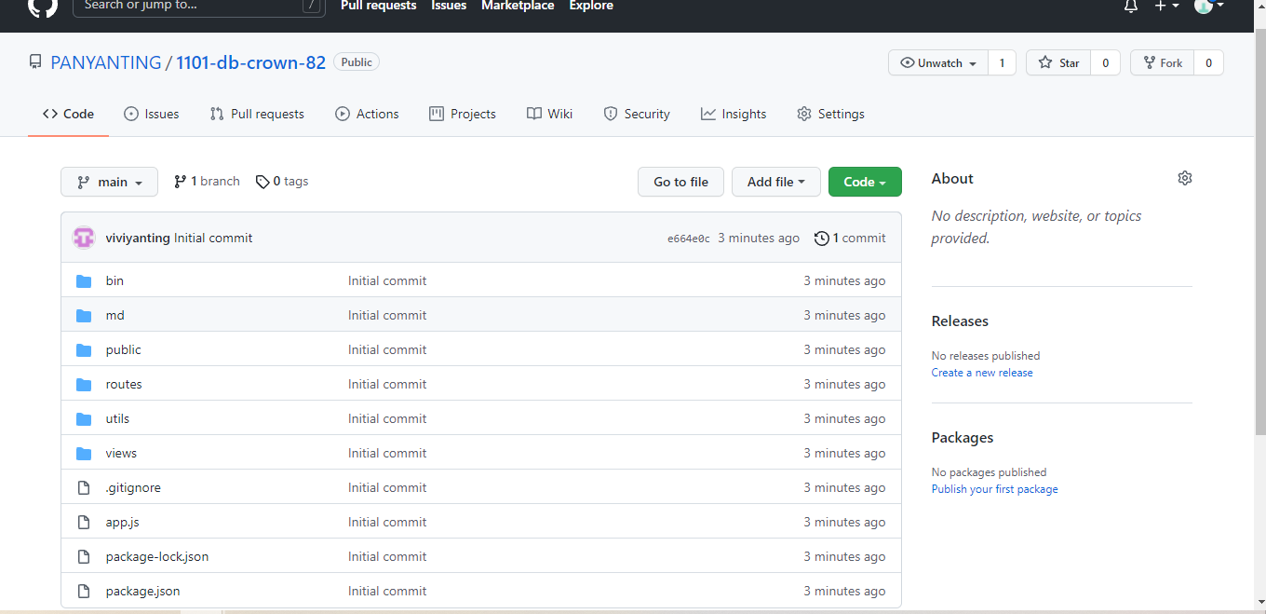 Search or jump to... / Pull requests Issues Marketplace Explore
PANYANTING / 1101-db-crown-82 Public Unwatch 1 Star 0 Fork 0
Code Issues Pull requests Actions Projects Wiki Security Insights Settings
main 1 branch 0 tags Go to file Add file Code
viviyanting Initial commit e664e0c 3 minutes ago 1 commit
bin Initial commit 3 minutes ago
md Initial commit 3 minutes ago
public Initial commit 3 minutes ago
routes Initial commit 3 minutes ago
utils Initial commit 3 minutes ago
views Initial commit 3 minutes ago
.gitignore Initial commit 3 minutes ago
app.js Initial commit 3 minutes ago
package-lock.json Initial commit 3 minutes ago
package.json Initial commit 3 minutes ago
About
No description, website, or topics
provided.
Releases
No releases published
Create a new release
Packages
No packages published
Publish your first package